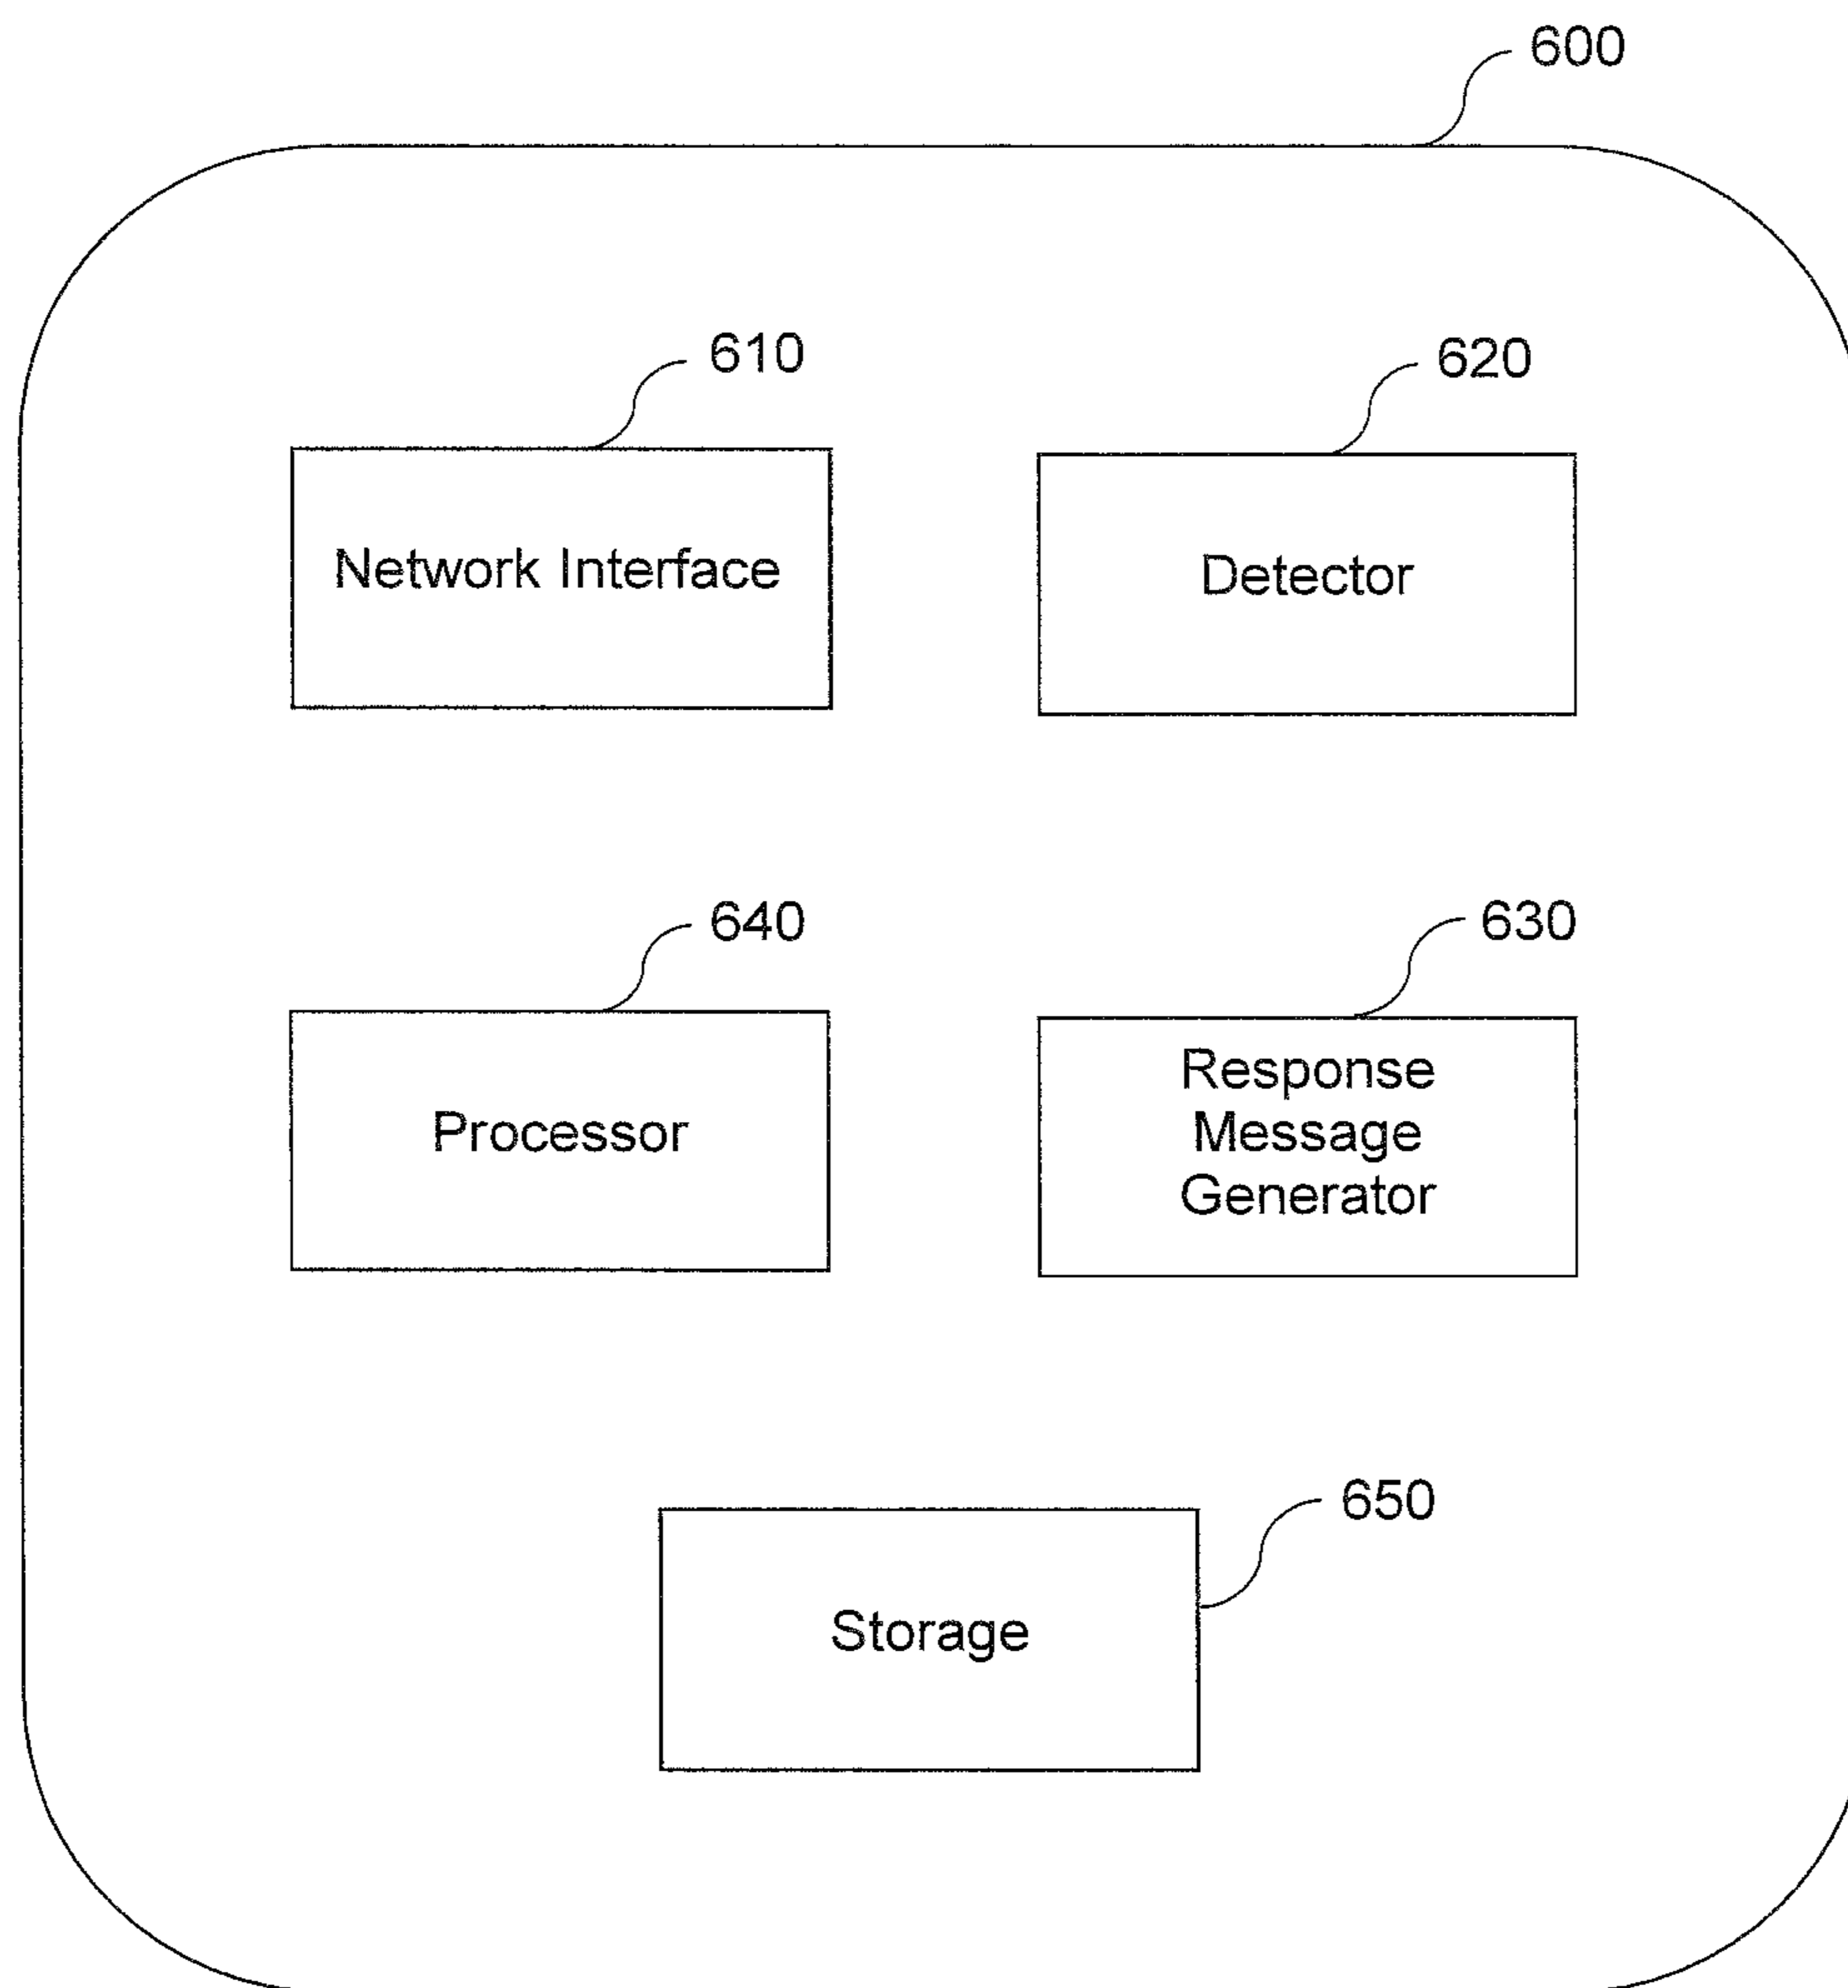 600
610
620
Network Interface
Detector
640
630
Processor
Response
Message
Generator
650
Storage